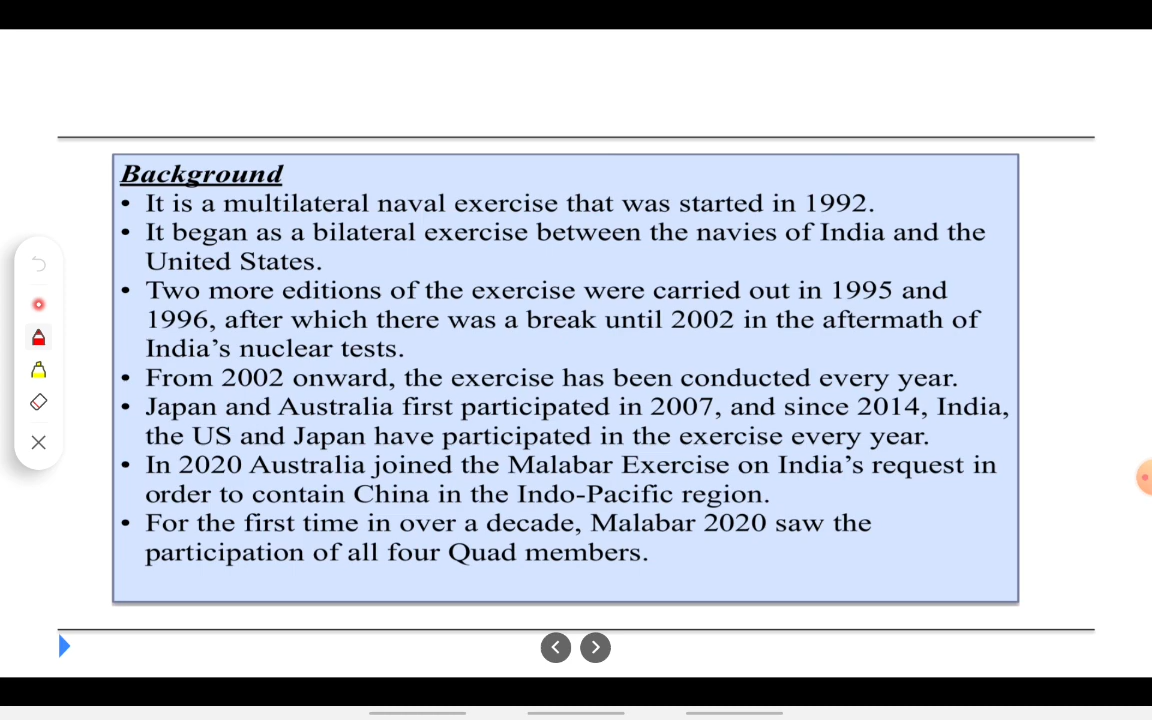 Background
• It is a multilateral naval exercise that was started in 1992.
• It began as a bilateral exercise between the navies of India and the
United States.
• Two more editions of the exercise were carried out in 1995 and
1996, after which there was a break until 2002 in the aftermath of
India’s nuclear tests.
• From 2002 onward, the exercise has been conducted every year.
• Japan and Australia first participated in 2007, and since 2014, India,
the US and Japan have participated in the exercise every year.
• In 2020 Australia joined the Malabar Exercise on India’s request in
order to contain China in the Indo-Pacific region.
• For the first time in over a decade, Malabar 2020 saw the
participation of all four Quad members.